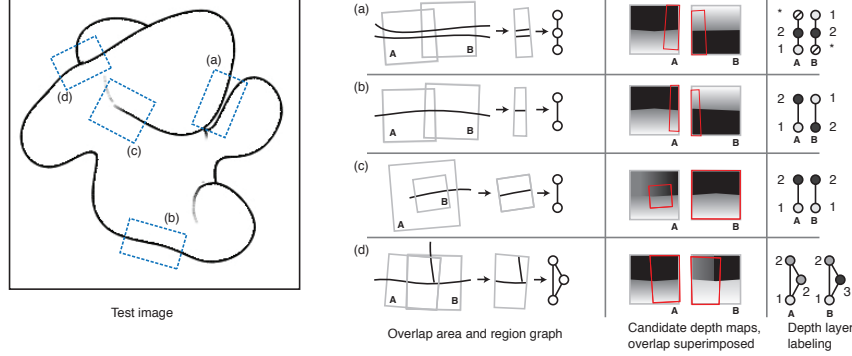 (a)
(d)
(c)
(b)
Test image
(a)
A
B
A
B
*
1
2
2
1
*
A
B
(b)
A
B
A
B
2
1
1
2
A
B
(c)
A
B
A
B
2
2
1
1
A
B
(d)
A
B
A
B
2
2
2
3
1
1
A
B
Overlap area and region graph
Candidate depth maps,
overlap superimposed
Depth layer
labeling